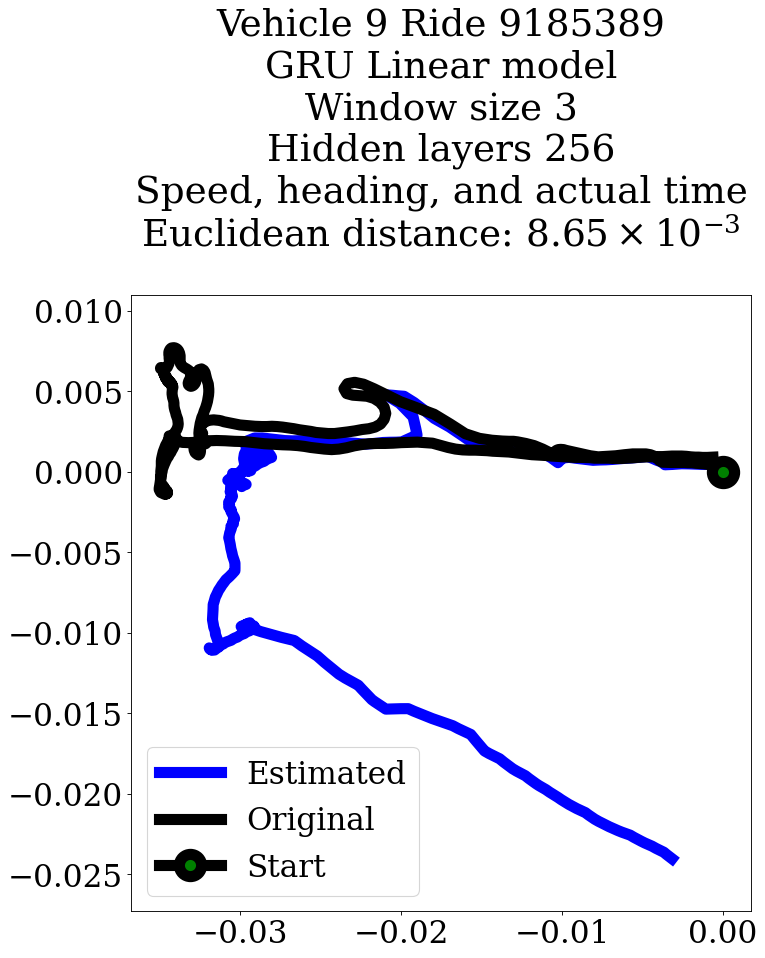 Vehicle 9 Ride 9185389
GRU Linear model
Window size 3
Hidden layers 256
Speed, heading, and actual time
Euclidean distance: 8.65 × 10⁻³
0.010
0.005
0.000
−0.005
−0.010
−0.015
−0.020
−0.025
Estimated
Original
Start
−0.03 −0.02 −0.01 0.00